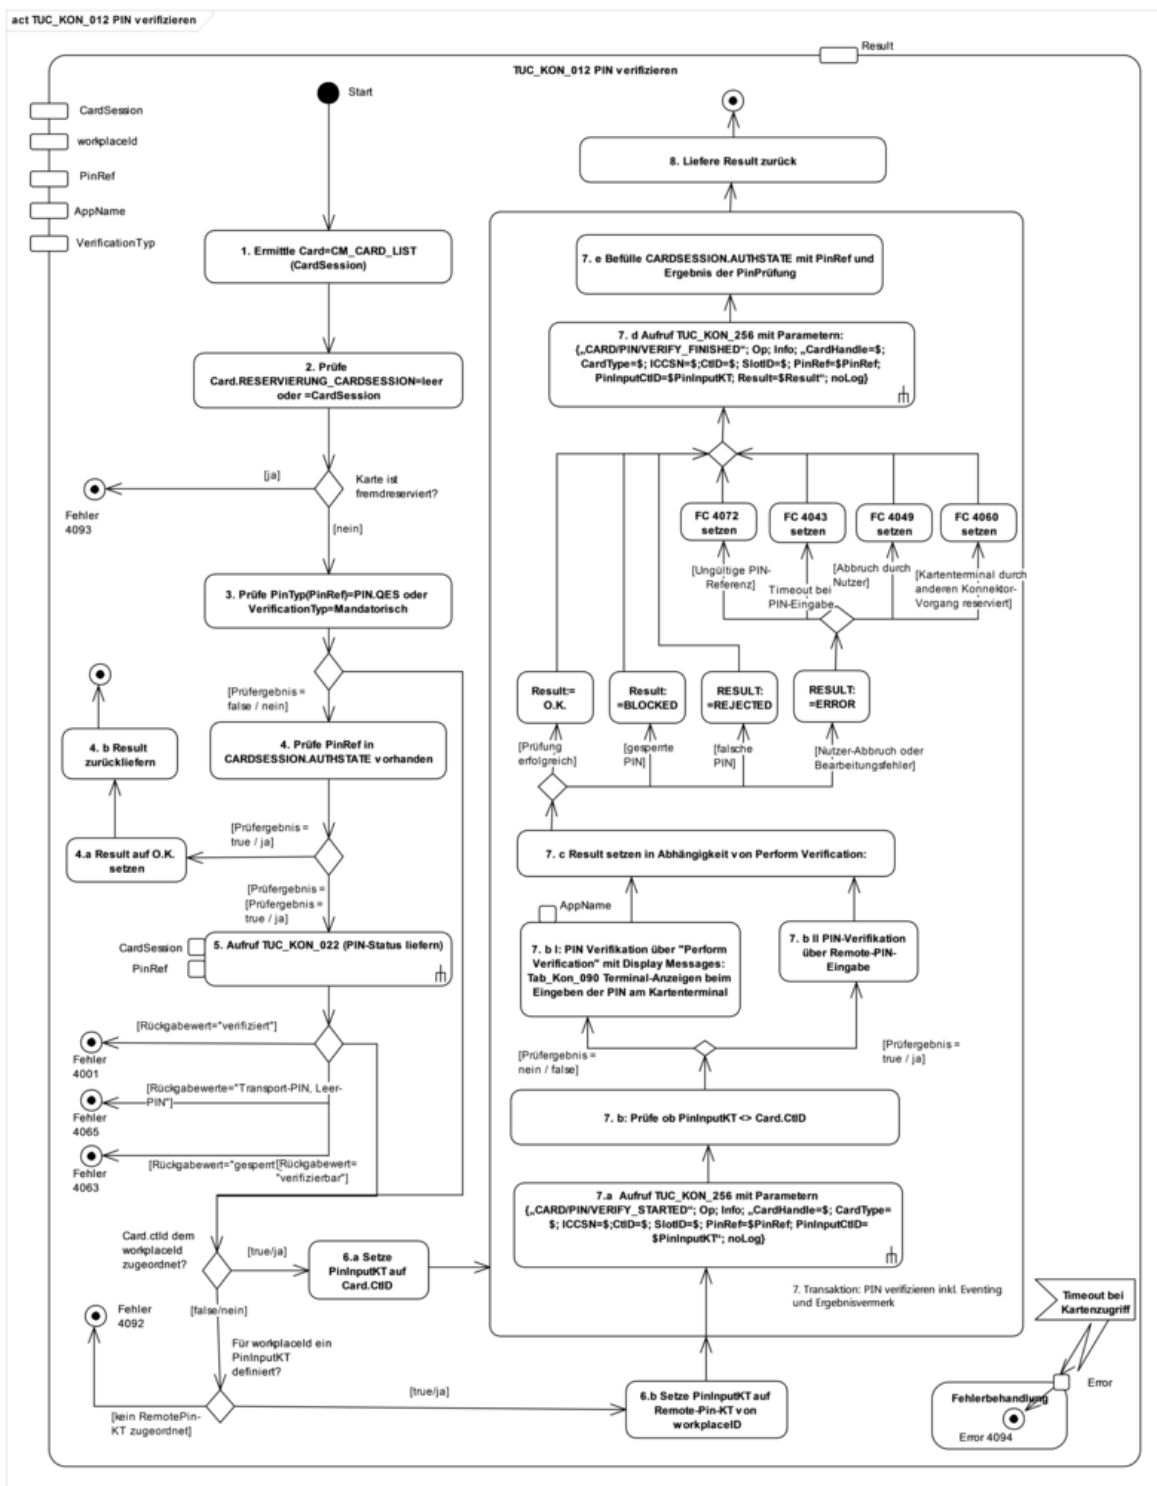 act TUC_KON_012 PIN verifizieren
Result
TUC_KON_012 PIN verifizieren
CardSession
workplaceId
PinRef
AppName
VerificationTyp
Start
1. Ermittle Card=CM_CARD_LIST
(CardSession)
2. Prüfe
Card.RESERVIERUNG_CARDSESSION=leer
oder =CardSession
[ja]
Karte ist
fremdreserviert?
Fehler
4093
[nein]
3. Prüfe PinTyp(PinRef)=PIN.QES oder
VerificationTyp=Mandatorisch
[Prüfergebnis =
false / nein]
4. Prüfe PinRef in
CARDSESSION.AUTHSTATE vorhanden
4. b Result
zurückliefern
[Prüfergebnis =
true / ja]
4.a Result auf O.K.
setzen
[Prüfergebnis =
[Prüfergebnis =
true / ja]
CardSession
PinRef
5. Aufruf TUC_KON_022 (PIN-Status liefern)
[Rückgabewert="verifiziert"]
Fehler
4001
[Rückgabewerte="Transport-PIN, Leer-
PIN"]
Fehler
4065
[Rückgabewert="gesperrt
[Rückgabewert=
"verifizierbar"]
Fehler
4063
Card.ctId dem
workplaceId
zugeordnet?
[true/ja]
6.a Setze
PinInputKT auf
Card.CtID
[false/nein]
Fehler
4092
Für workplaceId ein
PinInputKT
definiert?
[true/ja]
[kein RemotePin-
KT zugeordnet]
6.b Setze PinInputKT auf
Remote-Pin-KT von
workplaceID
8. Liefere Result zurück
7. e Befülle CARDSESSION.AUTHSTATE mit PinRef und
Ergebnis der PinPrüfung
7. d Aufruf TUC_KON_256 mit Parametern:
{„CARD/PIN/VERIFY_FINISHED“; Op; Info; „CardHandle=$;
CardType=$; ICCSN=$;CtID=$; SlotID=$; PinRef=$PinRef;
PinInputCtID=$PinInputKT; Result=$Result“; noLog}
FC 4072
setzen
FC 4043
setzen
FC 4049
setzen
FC 4060
setzen
[Ungültige PIN-
Referenz]
Timeout bei
PIN-Eingabe
[Abbruch durch
Nutzer]
[Kartenterminal durch
anderen Konnektor-
Vorgang reserviert]
Result:=
O.K.
Result:
=BLOCKED
RESULT:
=REJECTED
RESULT:
=ERROR
[Prüfung
erfolgreich]
[gesperrte
PIN]
[falsche
PIN]
[Nutzer-Abbruch oder
Bearbeitungsfehler]
7. c Result setzen in Abhängigkeit von Perform Verification:
AppName
7. b I: PIN Verifikation über "Perform
Verification" mit Display Messages:
Tab_Kon_090 Terminal-Anzeigen beim
Eingeben der PIN am Kartenterminal
7. b II PIN-Verifikation
über Remote-PIN-
Eingabe
[Prüfergebnis =
nein / false]
[Prüfergebnis =
true / ja]
7. b: Prüfe ob PinInputKT <> Card.CtID
7.a Aufruf TUC_KON_256 mit Parametern
{„CARD/PIN/VERIFY_STARTED“; Op; Info; „CardHandle=$; CardType=
$; ICCSN=$;CtID=$; SlotID=$; PinRef=$PinRef; PinInputCtID=
$PinInputKT“; noLog}
7. Transaktion: PIN verifizieren inkl. Eventing
und Ergebnisvermerk
Timeout bei
Kartenzugriff
Error
Fehlerbehandlung
Error 4094